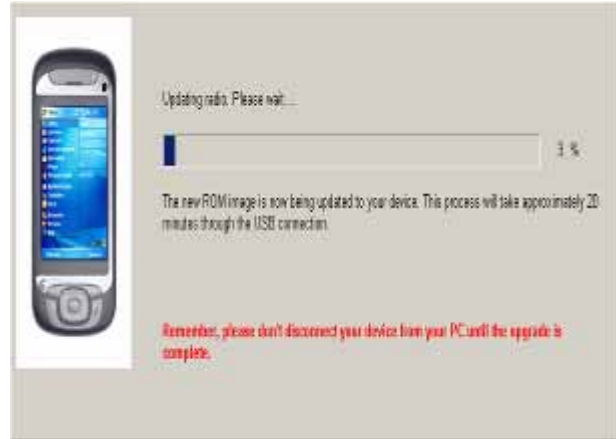 Updating radio. Please wait....
3 %
The new ROM image is now being updated to your device. This process will take approximately 20
minutes through the USB connection.
Remember, please don't disconnect your device from your PC until the upgrade is
complete.